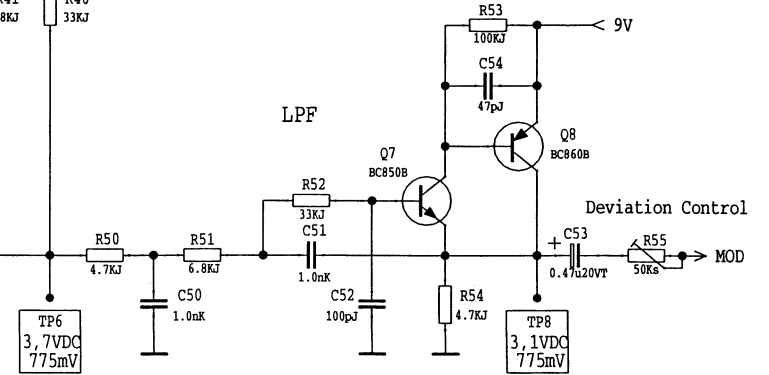 8KJ
33KJ
R53
100KJ
9V
C54
47pJ
LPF
Q8
BC860B
Q7
BC850B
R52
33KJ
Deviation Control
R50
4.7KJ
R51
6.8KJ
C51
1.0nK
+
C53
0.47u20VT
R55
50Ks
MOD
C50
1.0nK
C52
100pJ
R54
4.7KJ
TP6
3,7VDC
775mV
TP8
3,1VDC
775mV